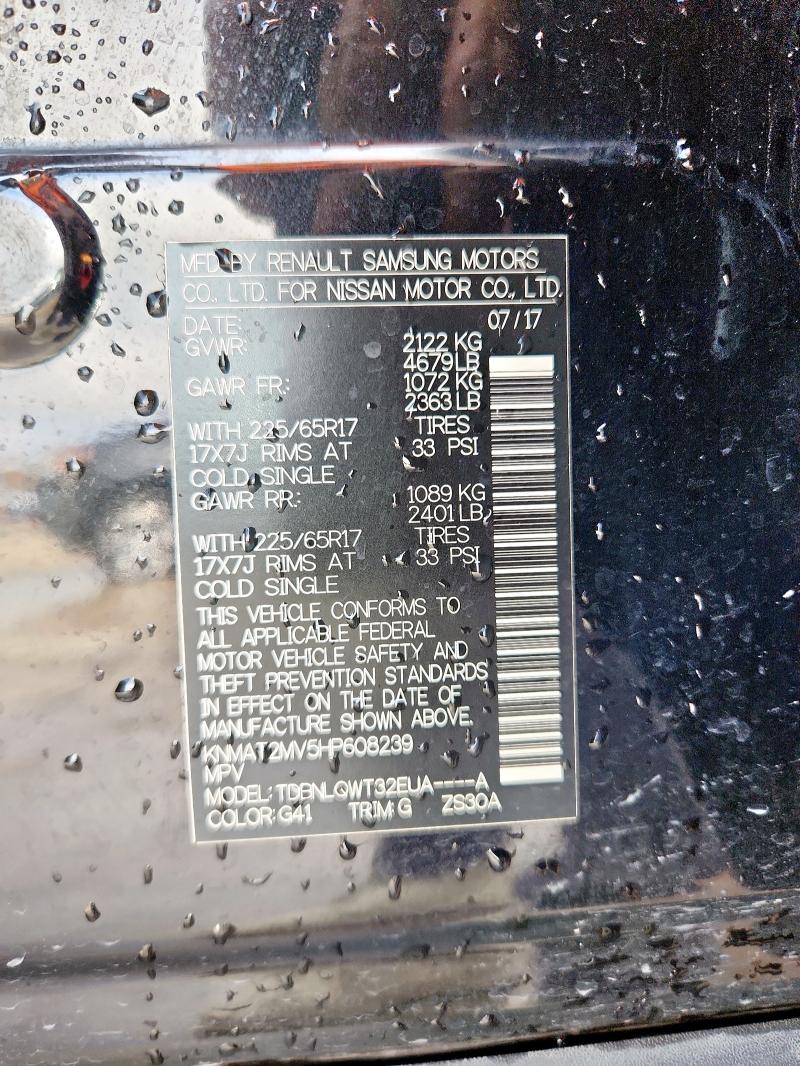 MFD BY RENAULT SAMSUNG MOTORS
CO., LTD. FOR NISSAN MOTOR CO., LTD.
DATE: 07/17
GVWR: 2122 KG
4679 LB
GAWR FR.: 1072 KG
2363 LB
WITH 225/65R17 TIRES
17X7J RIMS AT 33 PSI
COLD SINGLE
GAWR RR.: 1089 KG
2401 LB
WITH 225/65R17 TIRES
17X7J RIMS AT 33 PSI
COLD SINGLE
THIS VEHICLE CONFORMS TO
ALL APPLICABLE FEDERAL
MOTOR VEHICLE SAFETY AND
THEFT PREVENTION STANDARDS
IN EFFECT ON THE DATE OF
MANUFACTURE SHOWN ABOVE.
KNMAT2MV5HP608239
MPV
MODEL: TDBNLQWT32EUA----A
COLOR: G41 TRIM: G ZS30A